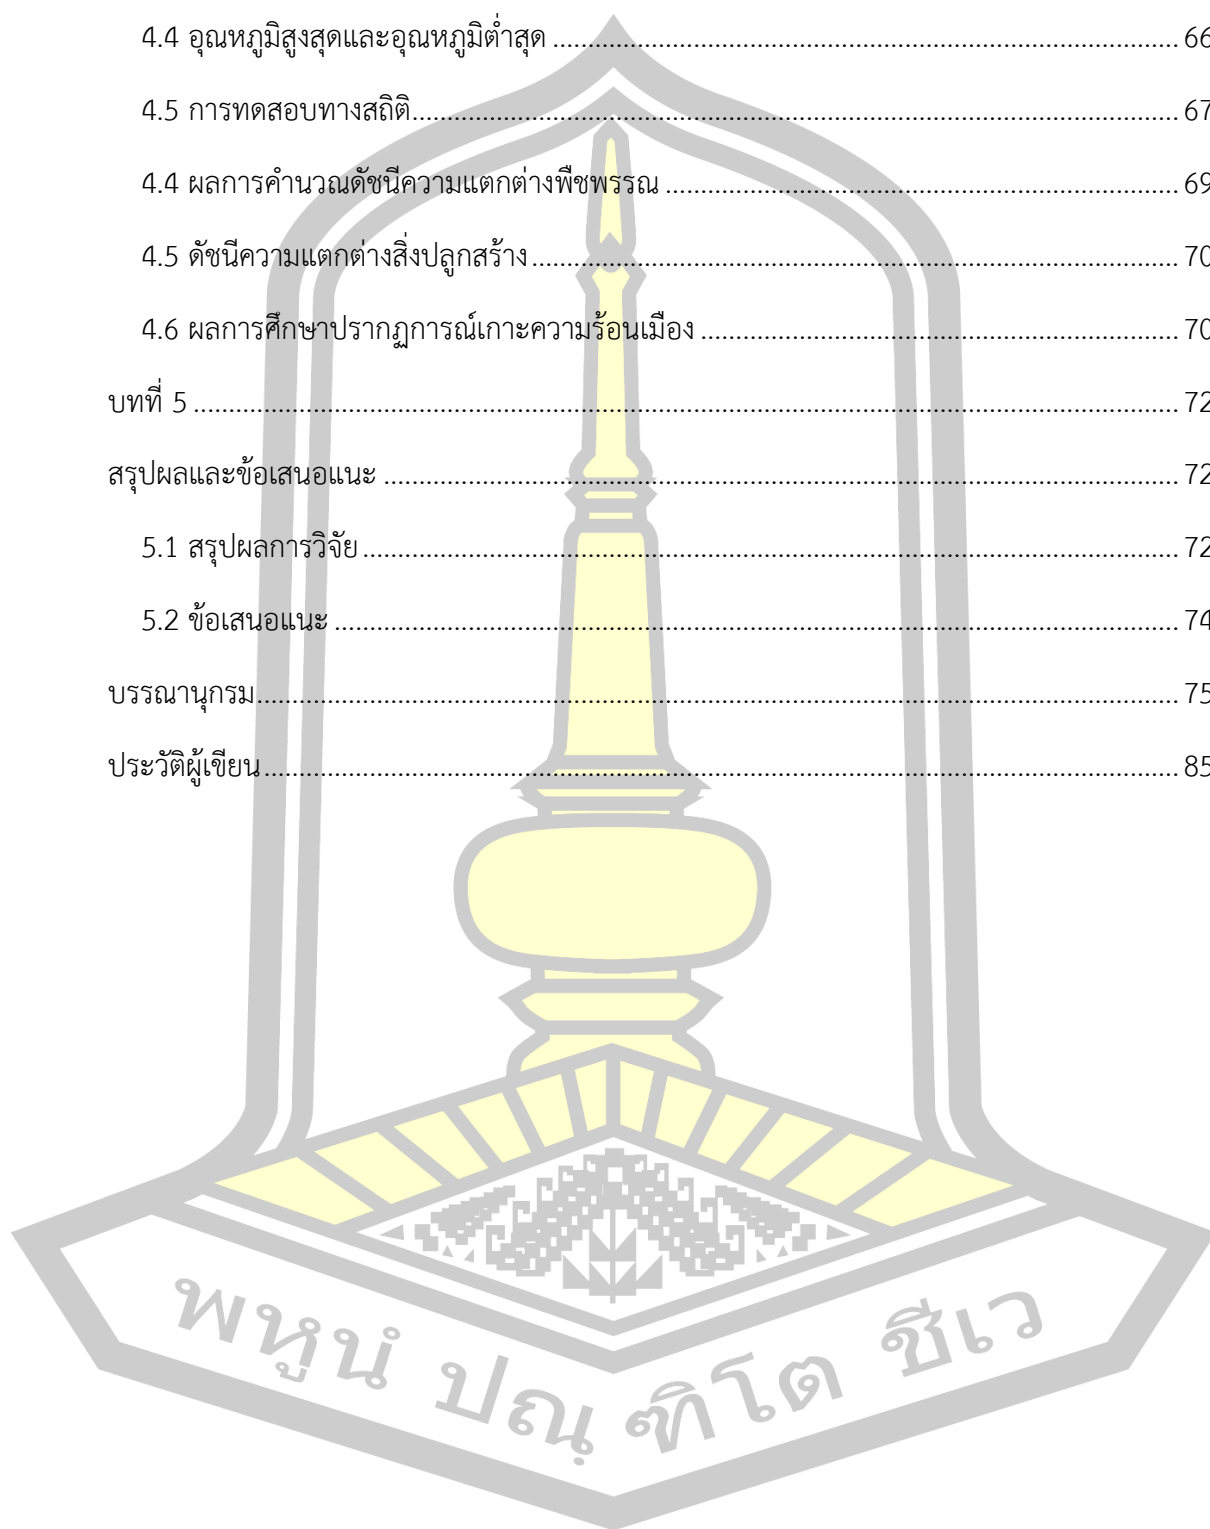 4.4 อุณหภูมิสูงสุดและอุณหภูมิต่ำสุด ........................................................................... 66
4.5 การทดสอบทางสถิติ........................................................................................... 67
4.4 ผลการคำนวณดัชนีความแตกต่างพืชพรรณ ............................................................. 69
4.5 ดัชนีความแตกต่างสิ่งปลูกสร้าง ............................................................................. 70
4.6 ผลการศึกษาปรากฏการณ์เกาะความร้อนเมือง ......................................................... 70
บทที่ 5 ..................................................................................................................... 72
สรุปผลและข้อเสนอแนะ ............................................................................................... 72
5.1 สรุปผลการวิจัย ................................................................................................. 72
5.2 ข้อเสนอแนะ ..................................................................................................... 74
บรรณานุกรม.............................................................................................................. 75
ประวัติผู้เขียน ............................................................................................................. 85
พหูนํ ปณฺฑิโต ชีเว